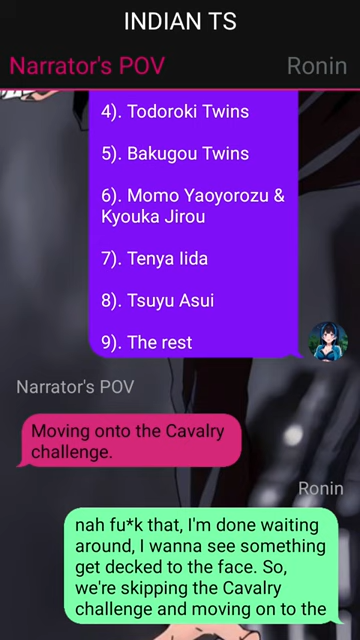 INDIAN TS
Narrator's POV
Ronin
4). Todoroki Twins
5). Bakugou Twins
6). Momo Yaoyorozu &
Kyouka Jirou
7). Tenya Iida
8). Tsuyu Asui
9). The rest
Narrator's POV
Moving onto the Cavalry
challenge.
Ronin
nah fu*k that, I'm done waiting
around, I wanna see something
get decked to the face. So,
we're skipping the Cavalry
challenge and moving on to the